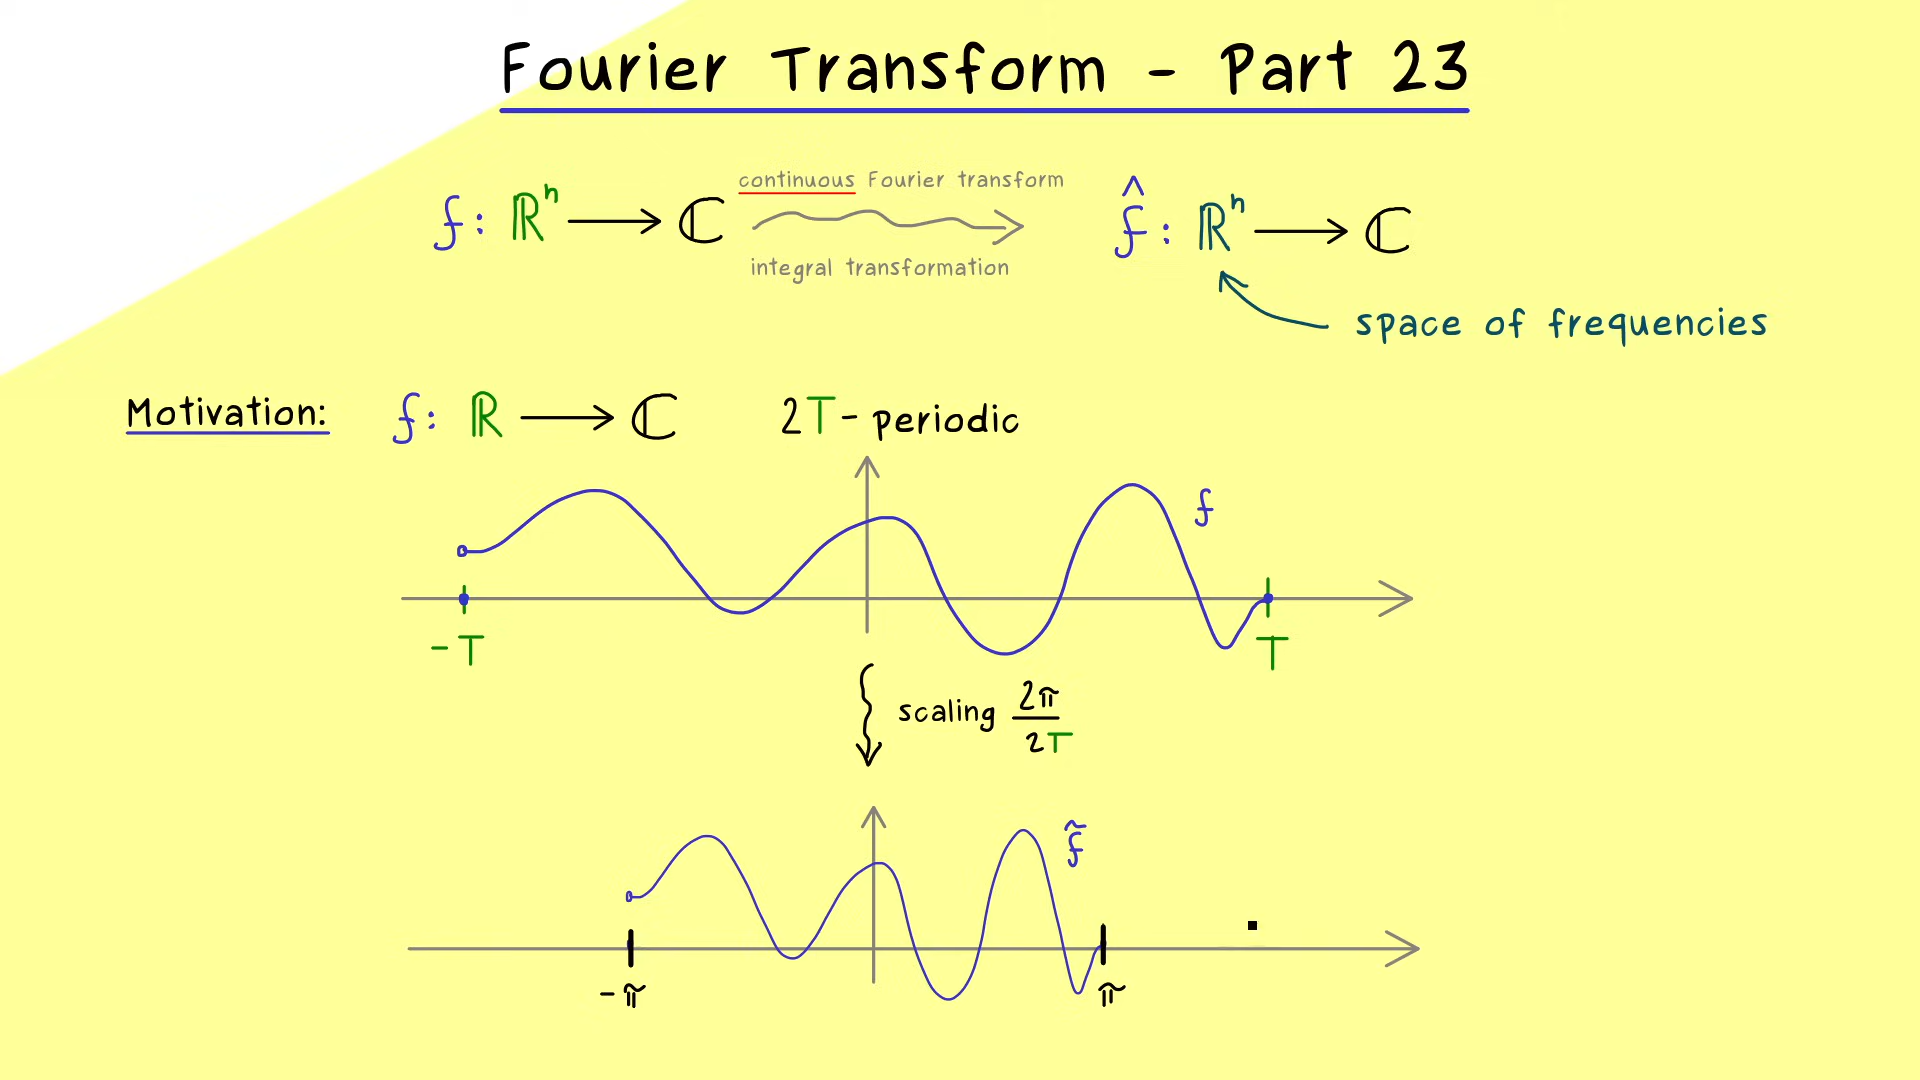 Fourier Transform - Part 23
continuous Fourier transform
f: ℝⁿ ⟶ ℂ
f̂: ℝⁿ ⟶ ℂ
integral transformation
space of frequencies
Motivation: f: ℝ ⟶ ℂ 2T-periodic
f
-T T
scaling 2π/2T
f̃
-π π